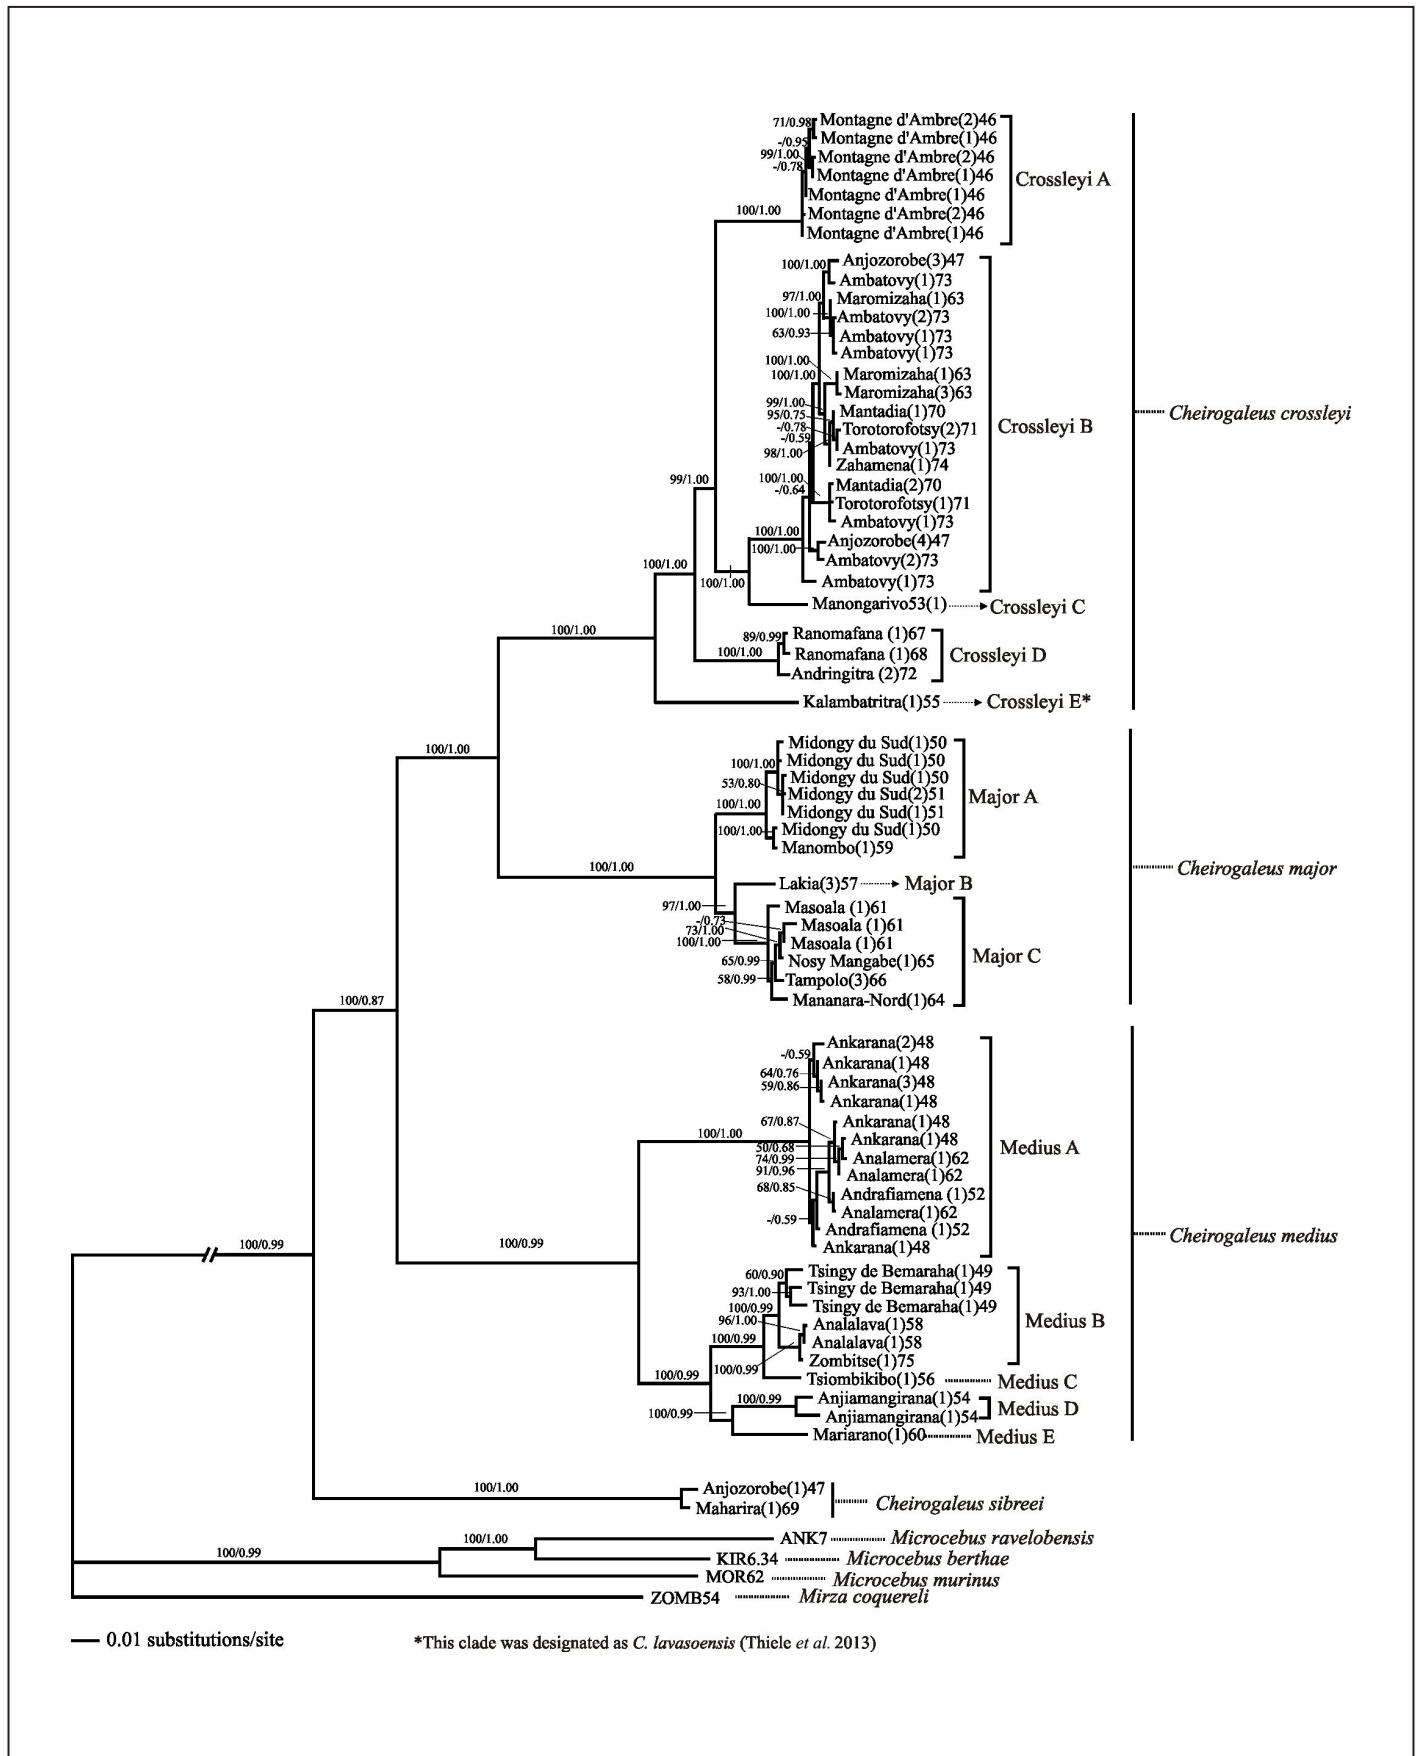 71/0.98
Montagne d'Ambre(2)46
Montagne d'Ambre(1)46
-/0.95
99/1.00
Montagne d'Ambre(2)46
-/0.78
Montagne d'Ambre(1)46
Crossleyi A
Montagne d'Ambre(1)46
100/1.00
Montagne d'Ambre(2)46
Montagne d'Ambre(1)46
100/1.00
Anjozorobe(3)47
Ambatovy(1)73
97/1.00
Maromizaha(1)63
100/1.00
Ambatovy(2)73
63/0.93
Ambatovy(1)73
Ambatovy(1)73
100/1.00
100/1.00
Maromizaha(1)63
Maromizaha(3)63
99/1.00
Mantadia(1)70
95/0.75
-/0.78
Torotorofotsy(2)71
Crossleyi B
-/0.59
Ambatovy(1)73
98/1.00
Zahamena(1)74
100/1.00
Mantadia(2)70
-/0.64
Torotorofotsy(1)71
Ambatovy(1)73
100/1.00
Anjozorobe(4)47
100/1.00
Ambatovy(2)73
Ambatovy(1)73
99/1.00
100/1.00
Manongarivo53(1)
Crossleyi C
100/1.00
89/0.99
Ranomafana (1)67
100/1.00
Ranomafana (1)68
Crossleyi D
Andringitra (2)72
100/1.00
Kalambatritra(1)55
Crossleyi E*
Cheirogaleus crossleyi
100/1.00
Midongy du Sud(1)50
100/1.00
Midongy du Sud(1)50
Midongy du Sud(1)50
53/0.80
Midongy du Sud(2)51
Major A
100/1.00
Midongy du Sud(1)51
100/1.00
Midongy du Sud(1)50
Manombo(1)59
100/1.00
Lakia(3)57
Major B
97/1.00
Masoala (1)61
-/0.73
Masoala (1)61
73/1.00
100/1.00
Masoala (1)61
65/0.99
Nosy Mangabe(1)65
Major C
58/0.99
Tampolo(3)66
Mananara-Nord(1)64
Cheirogaleus major
100/0.87
-/0.59
Ankarana(2)48
Ankarana(1)48
64/0.76
59/0.86
Ankarana(3)48
Ankarana(1)48
67/0.87
Ankarana(1)48
100/1.00
50/0.68
Ankarana(1)48
74/0.99
Analamera(1)62
Medius A
91/0.96
Analamera(1)62
68/0.85
Andrafiamena (1)52
Analamera(1)62
-/0.59
Andrafiamena (1)52
Ankarana(1)48
100/0.99
100/0.99
60/0.90
Tsingy de Bemaraha(1)49
93/1.00
Tsingy de Bemaraha(1)49
100/0.99
Tsingy de Bemaraha(1)49
96/1.00
Analalava(1)58
Medius B
100/0.99
Analalava(1)58
100/0.99
Zombitse(1)75
100/0.99
Tsiombikibo(1)56
Medius C
100/0.99
Anjiamangirana(1)54
Anjiamangirana(1)54
Medius D
100/0.99
Mariarano(1)60
Medius E
Cheirogaleus medius
100/1.00
Anjozorobe(1)47
Maharira(1)69
Cheirogaleus sibreei
100/1.00
ANK7
Microcebus ravelobensis
100/0.99
KIR6.34
Microcebus berthae
MOR62
Microcebus murinus
ZOMB54
Mirza coquereli
0.01 substitutions/site
*This clade was designated as C. lavasoensis (Thiele et al. 2013)